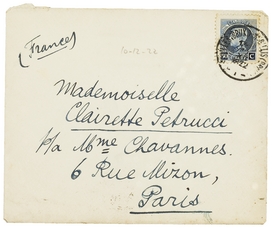 (France)
Mademoiselle
Clairette Petrucci
p/a Mme Chavannes.
6 Rue Mizon,
Paris